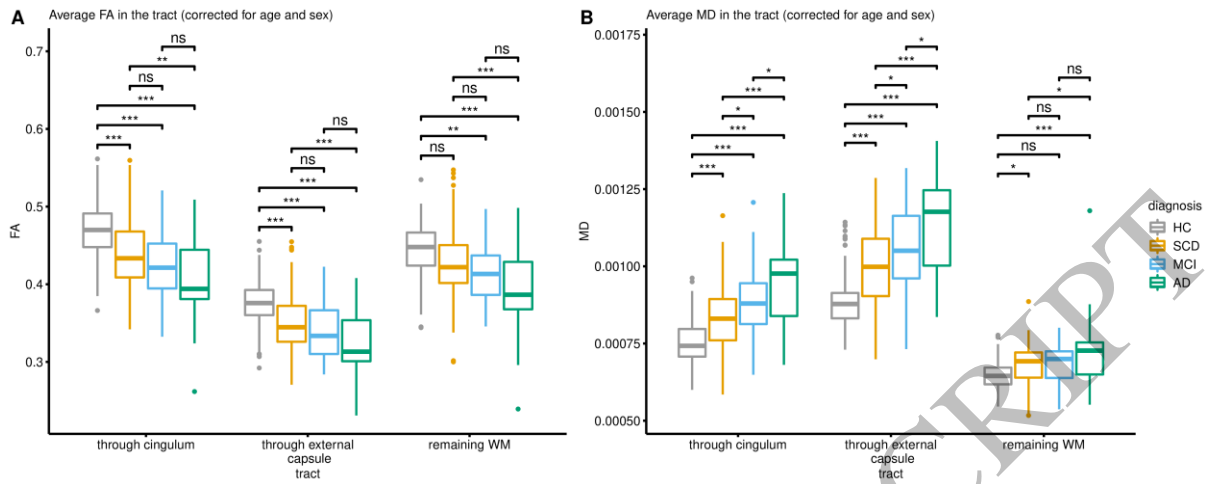 A
Average FA in the tract (corrected for age and sex)
0.7
0.6
0.5
0.4
0.3
FA
ns
**
ns
***
***
***
ns
***
ns
***
***
***
ns
***
ns
***
**
ns
through cingulum
through external
capsule
tract
remaining WM
B
Average MD in the tract (corrected for age and sex)
0.00175
0.00150
0.00125
0.00100
0.00075
0.00050
MD
*
***
*
***
***
***
*
***
*
***
***
***
ns
*
ns
***
ns
*
through cingulum
through external
capsule
tract
remaining WM
diagnosis
HC
SCD
MCI
AD
CRIPT